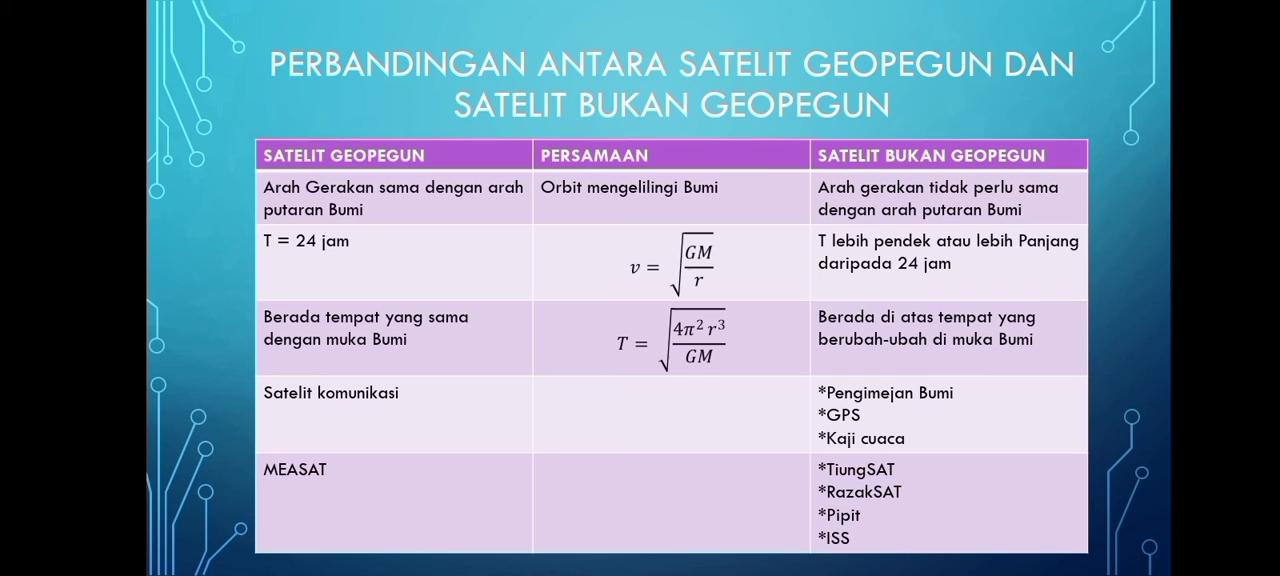 PERBANDINGAN ANTARA SATELIT GEOPEGUN DAN
SATELIT BUKAN GEOPEGUN
SATELIT GEOPEGUN
PERSAMAAN
SATELIT BUKAN GEOPEGUN
Arah Gerakan sama dengan arah
putaran Bumi
Orbit mengelilingi Bumi
Arah gerakan tidak perlu sama
dengan arah putaran Bumi
T = 24 jam
v = √(GM/r)
T lebih pendek atau lebih Panjang
daripada 24 jam
Berada tempat yang sama
dengan muka Bumi
T = √(4π² r³/GM)
Berada di atas tempat yang
berubah-ubah di muka Bumi
Satelit komunikasi
*Pengimejan Bumi
*GPS
*Kaji cuaca
MEASAT
*TiungSAT
*RazakSAT
*Pipit
*ISS